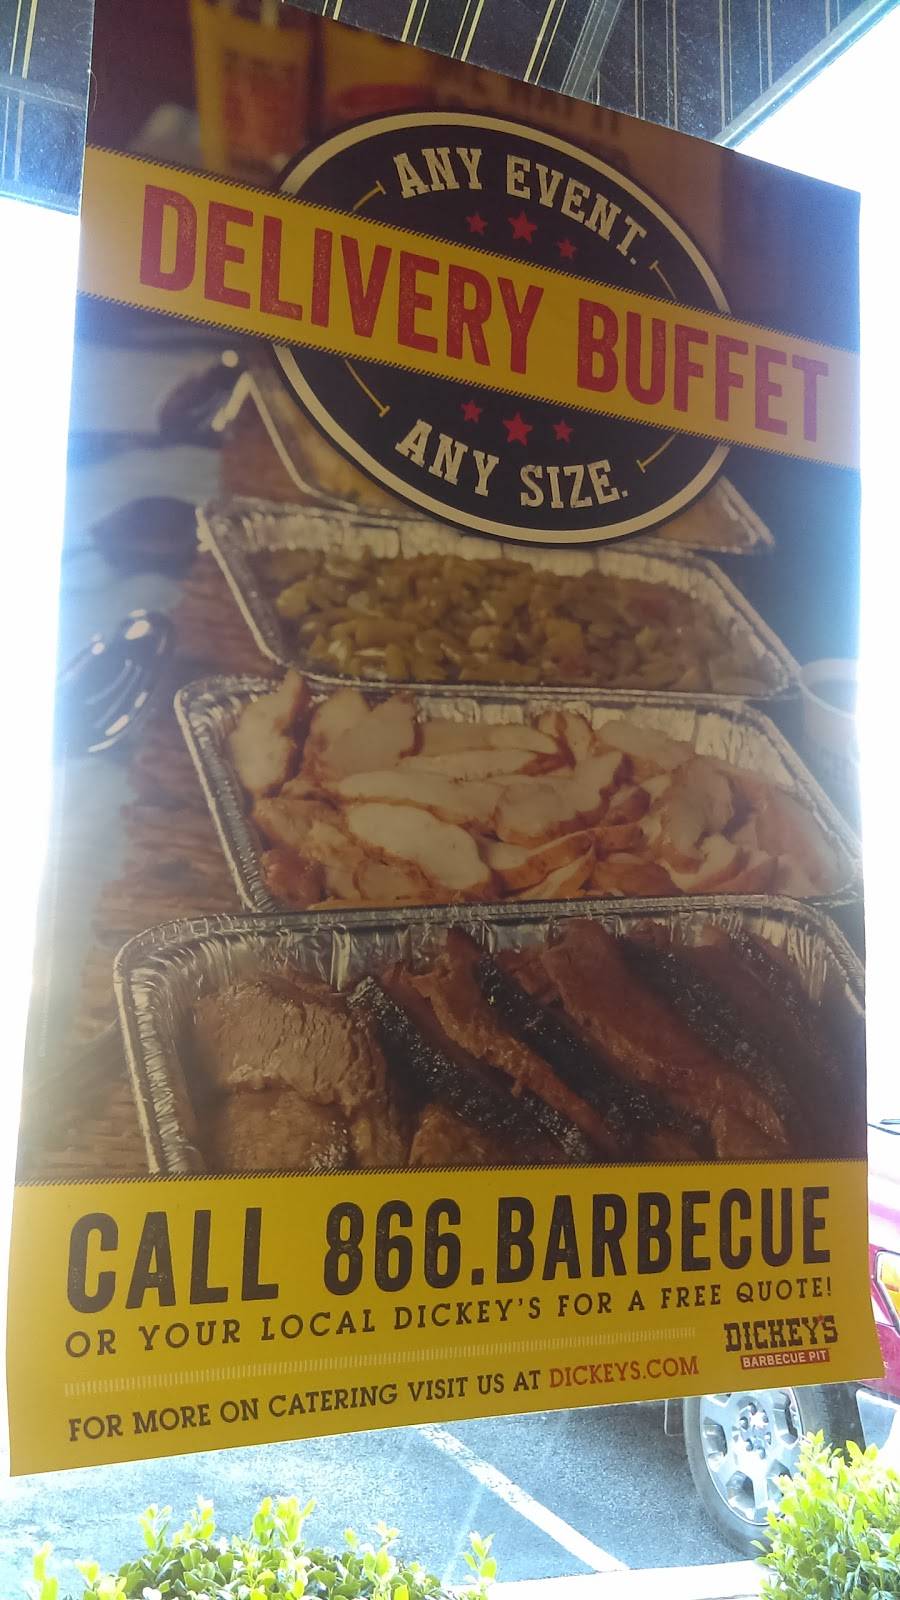 ANY EVENT.
DELIVERY BUFFET
ANY SIZE.
CALL 866.BARBECUE
OR YOUR LOCAL DICKEY'S FOR A FREE QUOTE!
DICKEY'S
BARBECUE PIT
FOR MORE ON CATERING VISIT US AT DICKEYS.COM